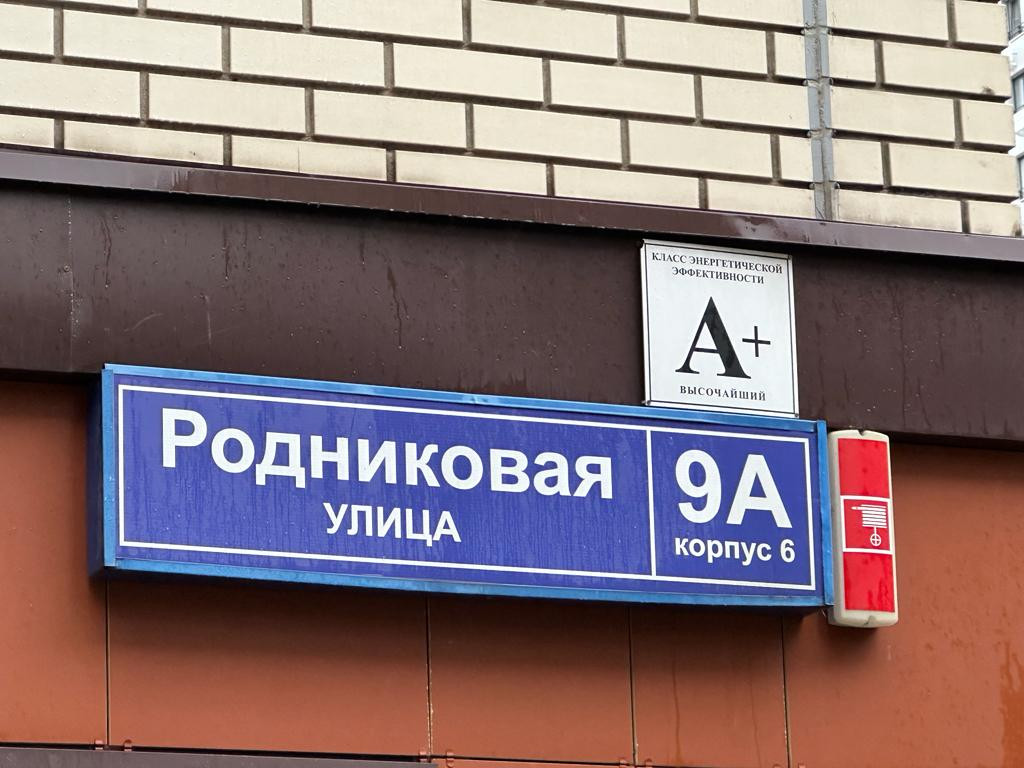 КЛАСС ЭНЕРГЕТИЧЕСКОЙ
ЭФФЕКТИВНОСТИ
A+
ВЫСОЧАЙШИЙ
Родниковая
УЛИЦА
9А
корпус 6